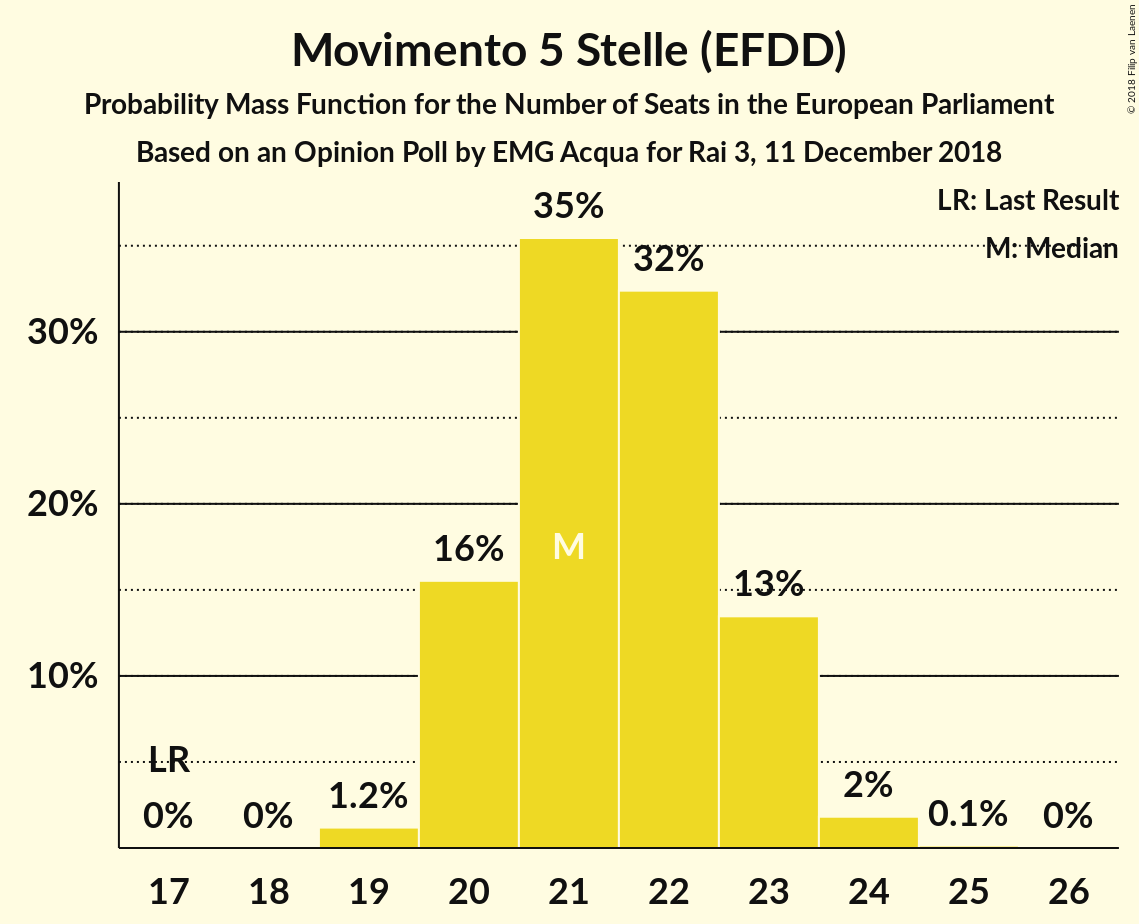 Movimento 5 Stelle (EFDD)
Probability Mass Function for the Number of Seats in the European Parliament
Based on an Opinion Poll by EMG Acqua for Rai 3, 11 December 2018
© 2018 Filip van Laenen
LR: Last Result
M: Median
35%
32%
30%
20%
16%
M
13%
10%
LR
0%
0%
1.2%
2%
0.1%
0%
17 18 19 20 21 22 23 24 25 26